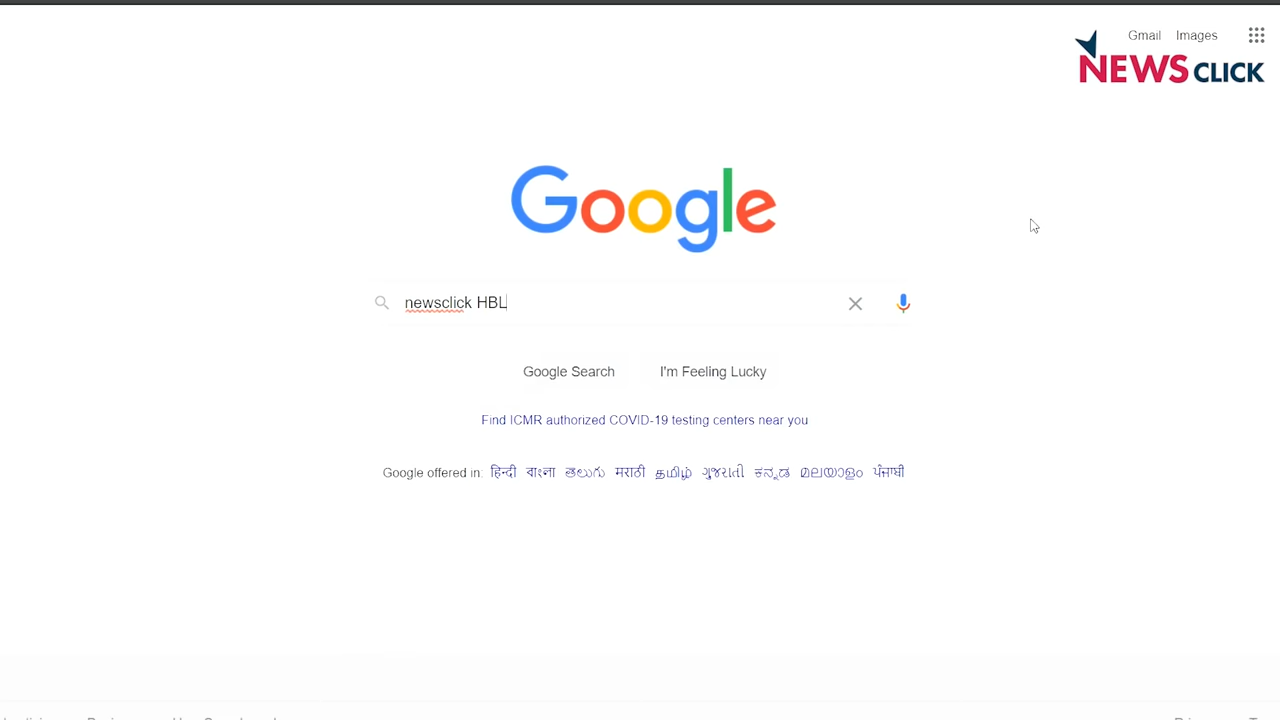 Gmail Images
NEWS CLICK
Google
newsclick HBL
Google Search I'm Feeling Lucky
Find ICMR authorized COVID-19 testing centers near you
Google offered in: हिन्दी বাংলা తెలుగు मराठी தமிழ் ગુજરાતી ಕನ್ನಡ മലയാളം ਪੰਜਾਬੀ